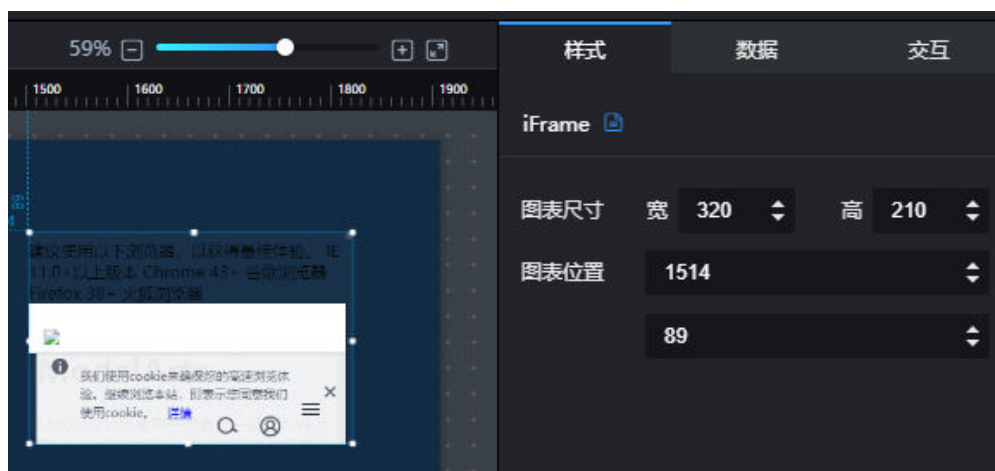 59%
样式 数据 交互
1500 1600 1700 1800 1900
iFrame
图表尺寸 宽 320 高 210
图表位置 1514
89
建议使用以下浏览器，以获得最佳体验。 IE
11.0+以上版本 Chrome 43+ 谷歌浏览器
Firefox 38+ 火狐浏览器
我们使用cookie来确保您的高速浏览体
验。继续浏览本站，即表示您同意我们
使用cookie。 详情